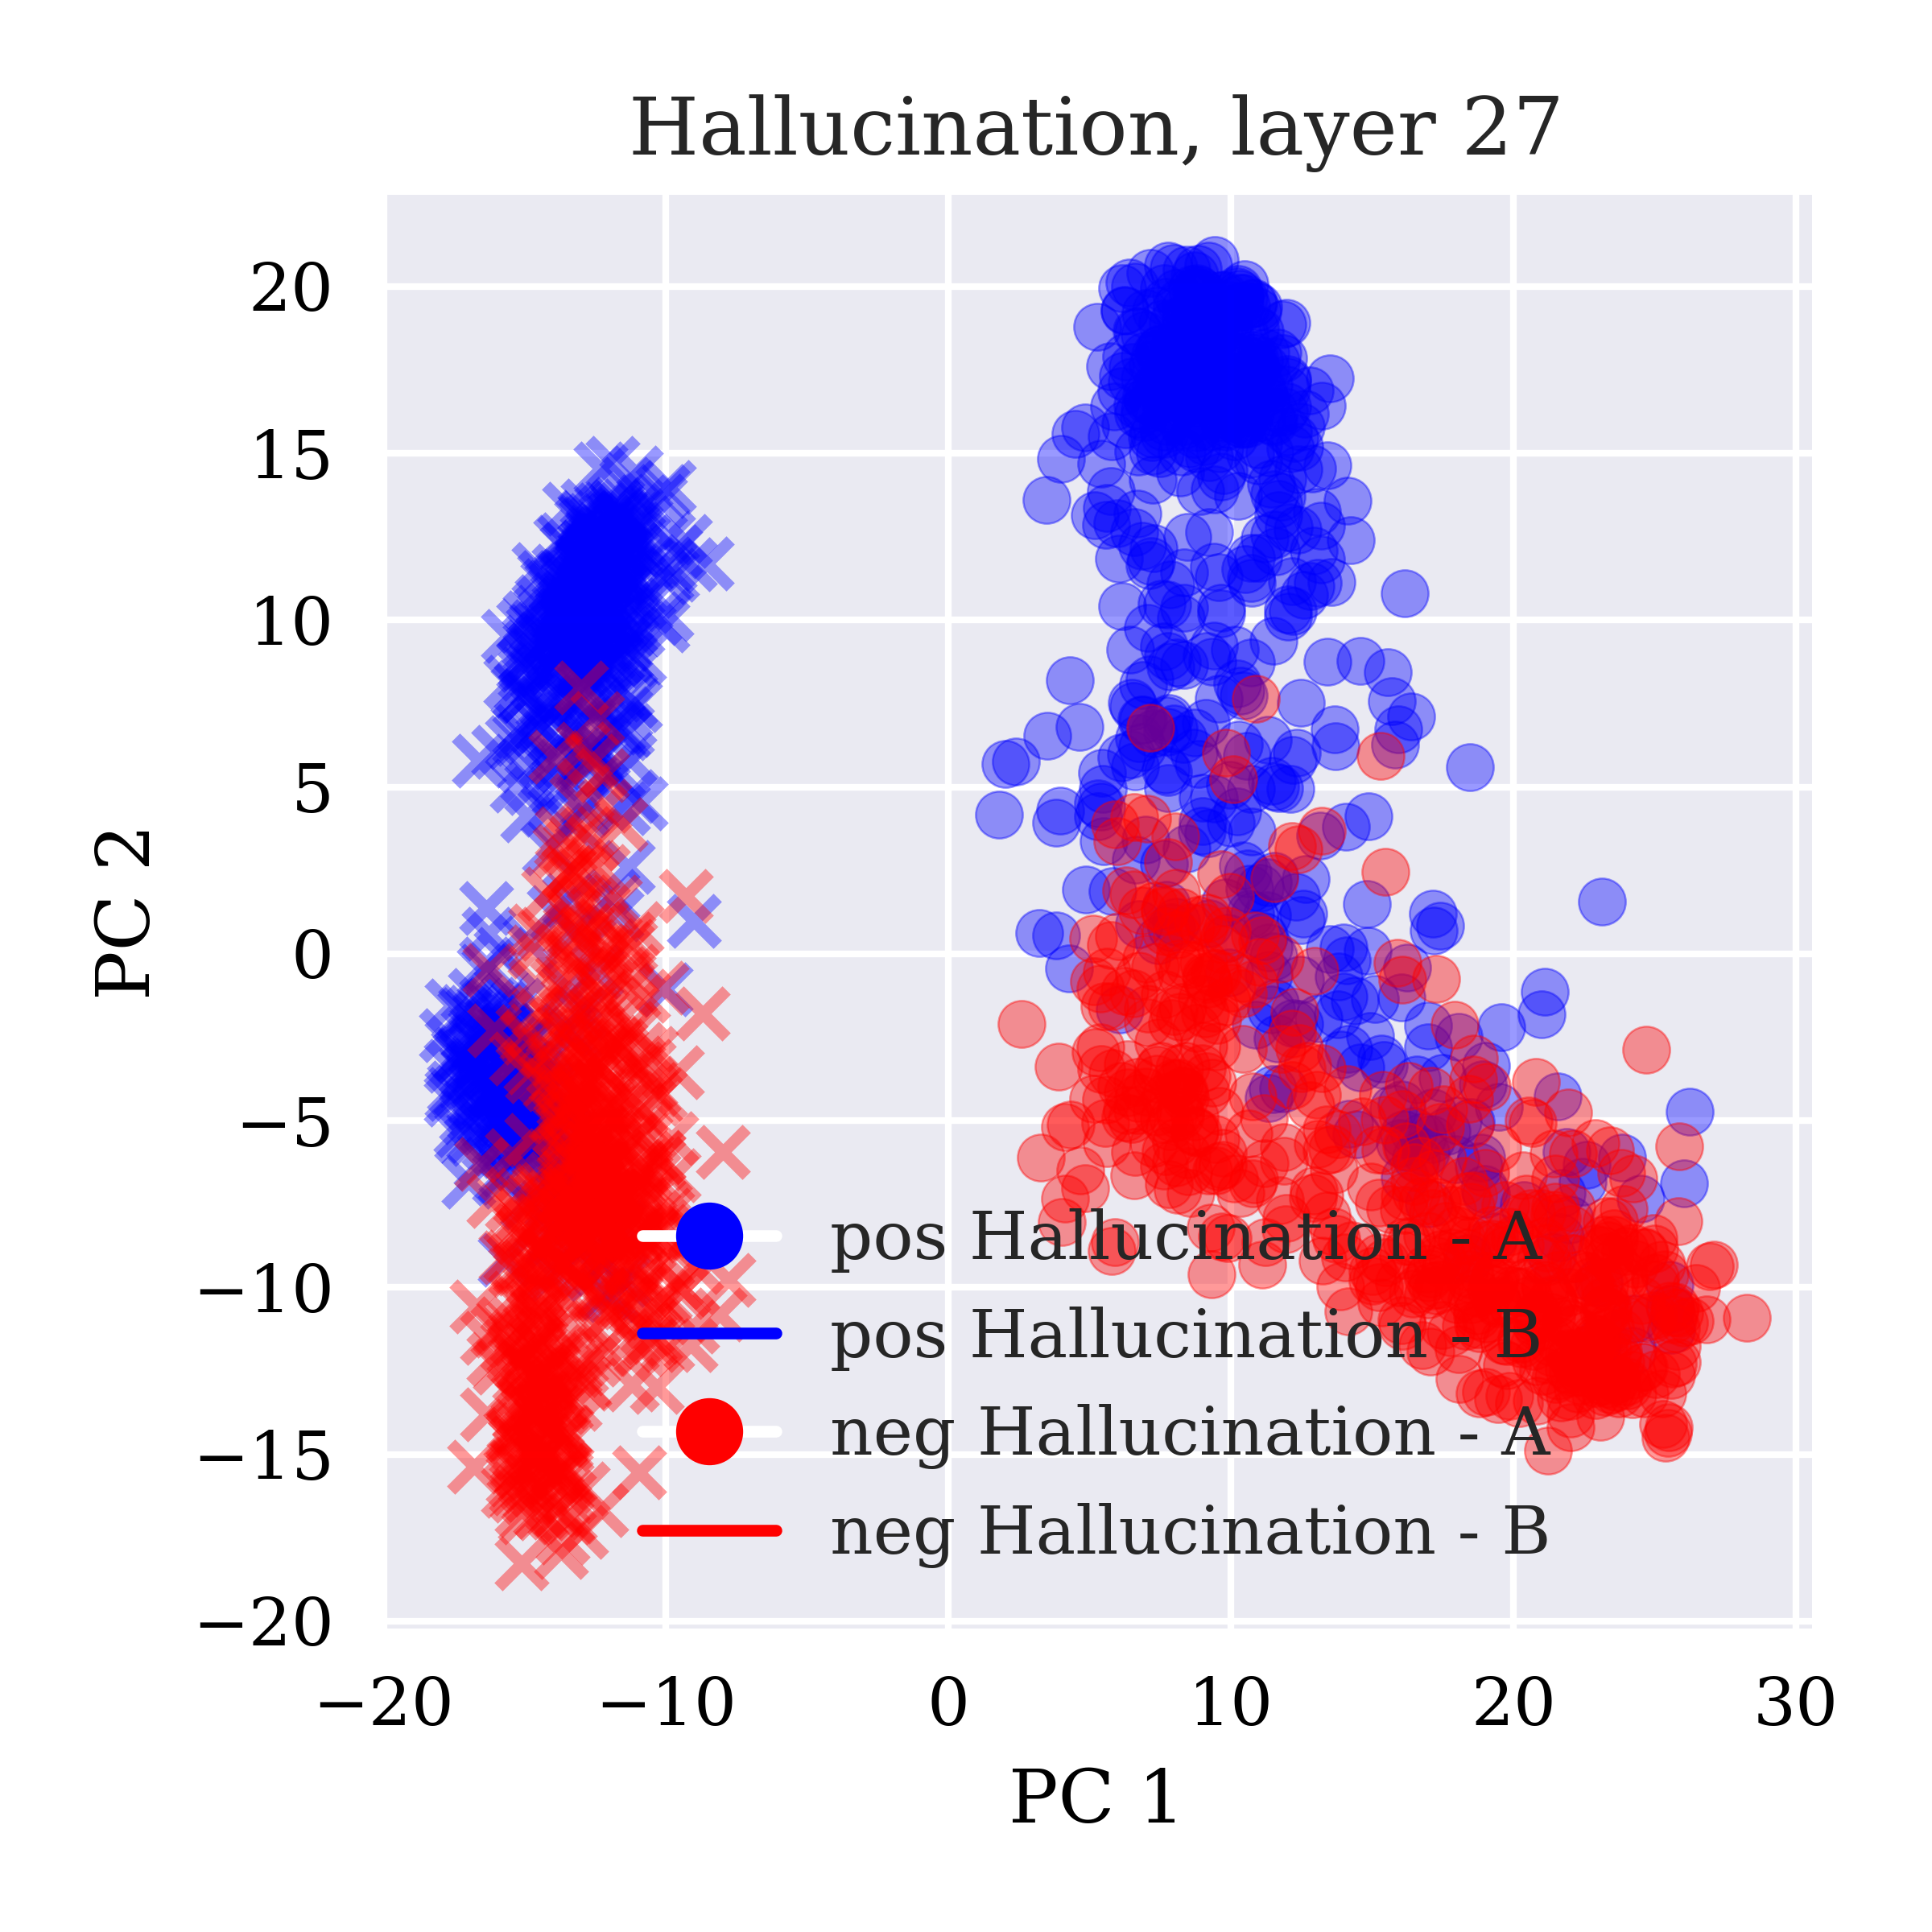 Hallucination, layer 27
PC 2
20
15
10
5
0
−5
−10
−15
−20
pos Hallucination - A
pos Hallucination - B
neg Hallucination - A
neg Hallucination - B
−20 −10 0 10 20 30
PC 1